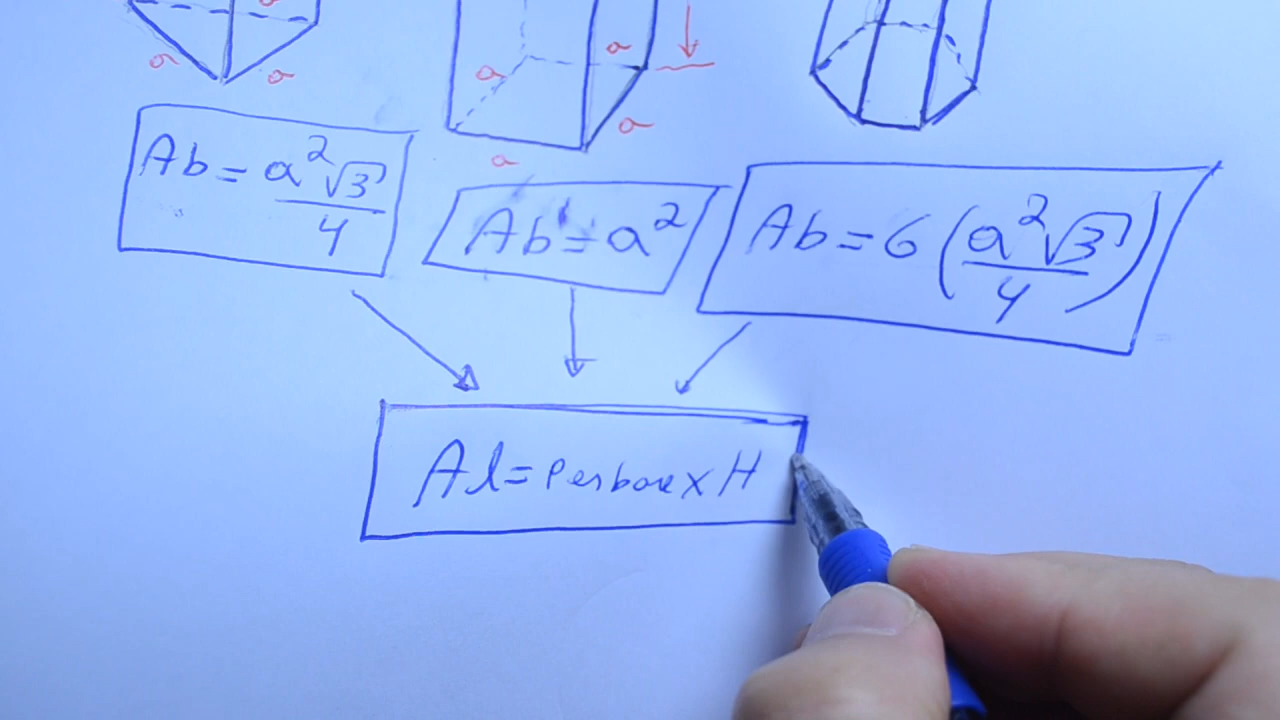 a
a
a
a
a
a
a
Ab = a²√3/4
Ab = a²
Ab = 6 (a²√3/4)
Al = Perbase x H